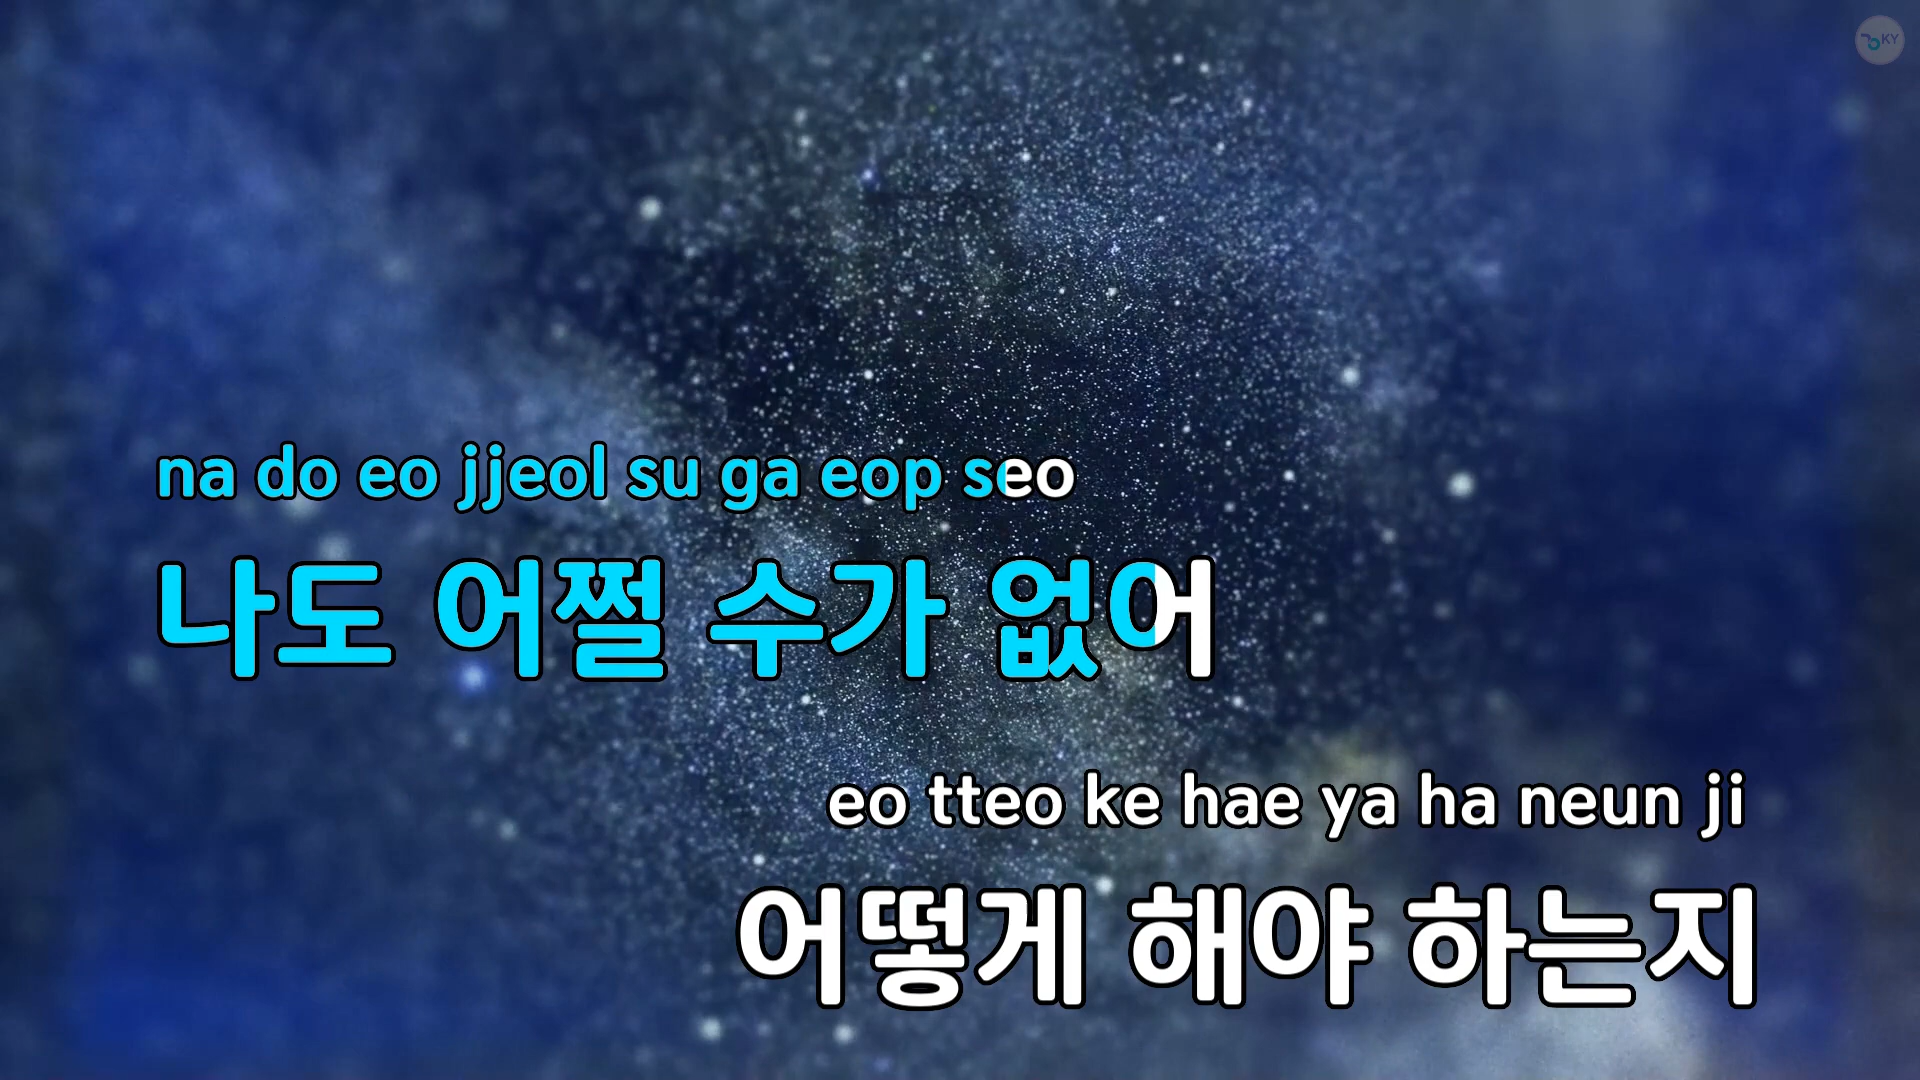 KY
na do eo jjeol su ga eop seo
나도 어쩔 수가 없어
eo tteo ke hae ya ha neun ji
어떻게 해야 하는지